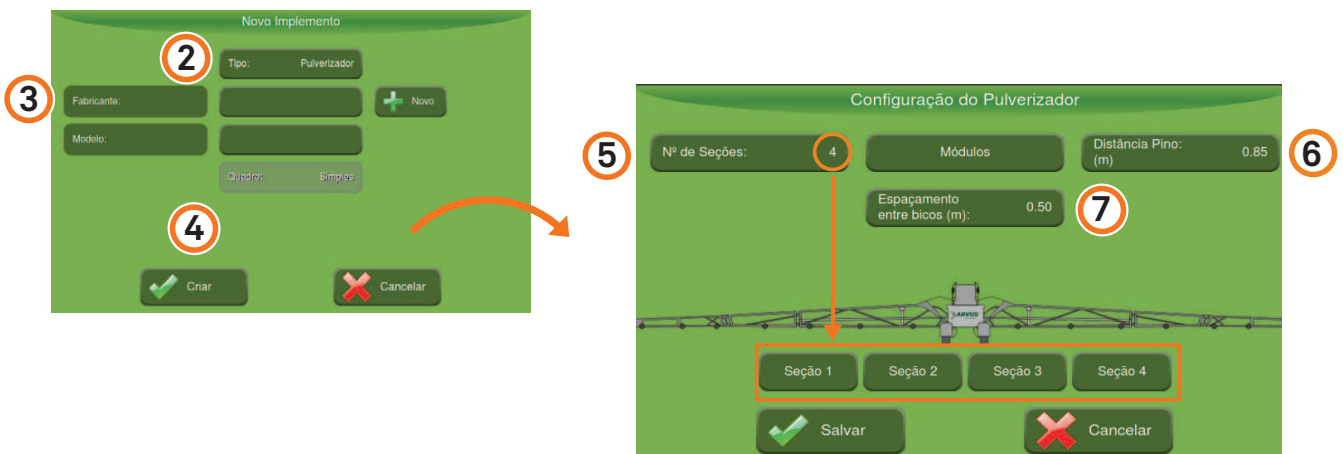 Novo Implemento
2
Tipo: Pulverizador
3
Fabricante:
Novo
Modelo:
Quadro: Simples
4
Criar
Cancelar
Configuração do Pulverizador
5
Nº de Seções: 4
Módulos
Distância Pino:
(m) 0.85
6
Espaçamento
entre bicos (m): 0.50
7
ARVUS
Seção 1
Seção 2
Seção 3
Seção 4
Salvar
Cancelar